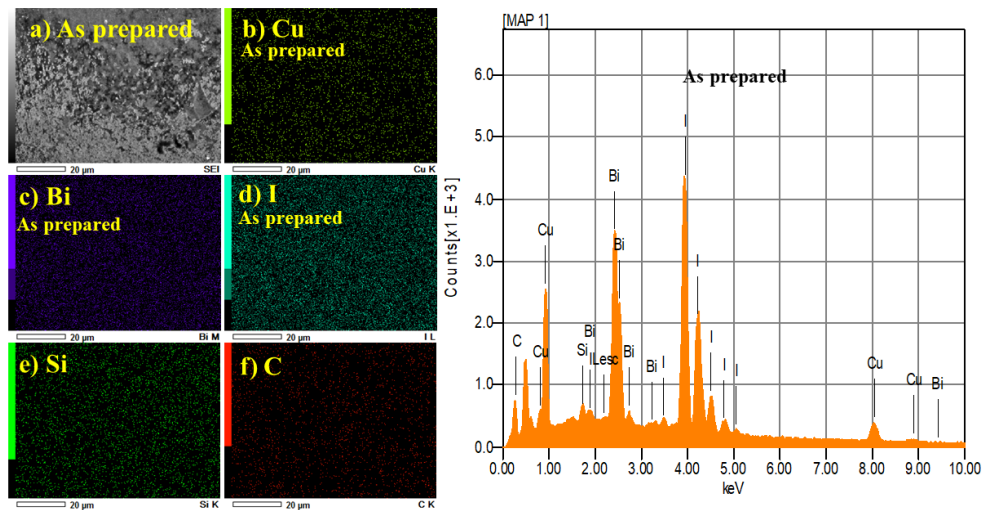 a) As prepared
20 μm
SEI
b) Cu
As prepared
20 μm
Cu K
c) Bi
As prepared
20 μm
Bi M
d) I
As prepared
20 μm
I L
e) Si
20 μm
Si K
f) C
20 μm
C K
[MAP 1]
As prepared
Counts[x1.E+3)
6.0
5.0
4.0
3.0
2.0
1.0
0.0
C
Cu
Cu
Si
Bi
ILesc
Bi
Bi
Bi
Bi
I
I
I
I
I
I
Cu
Cu
Bi
0.00 1.00 2.00 3.00 4.00 5.00 6.00 7.00 8.00 9.00 10.00
keV